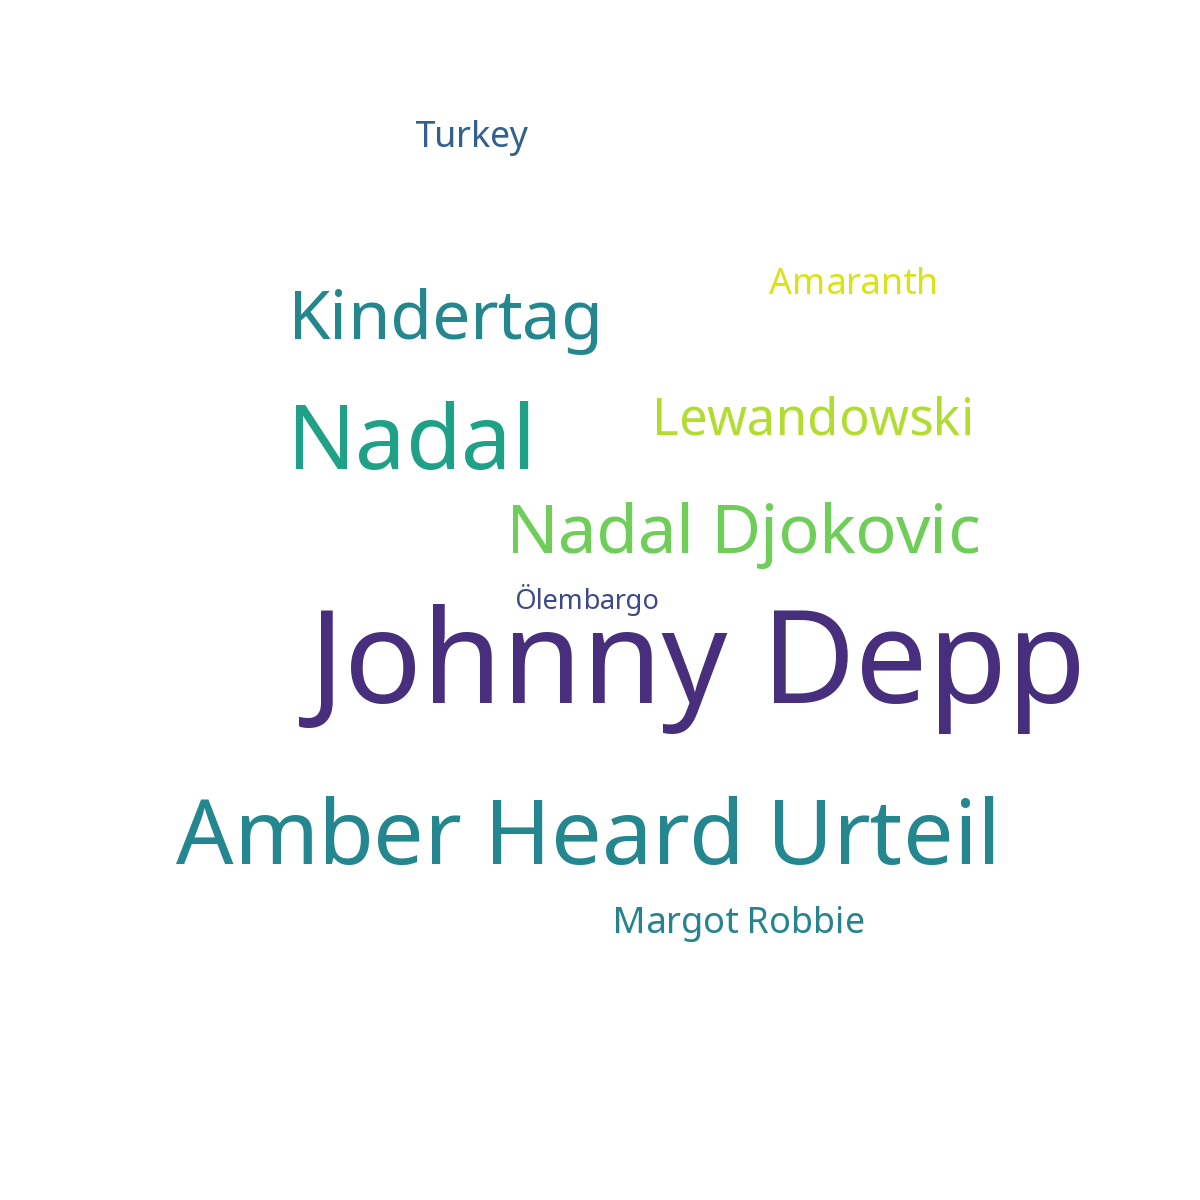 Turkey
Amaranth
Kindertag
Lewandowski
Nadal
Nadal Djokovic
Ölembargo
Johnny Depp
Amber Heard Urteil
Margot Robbie